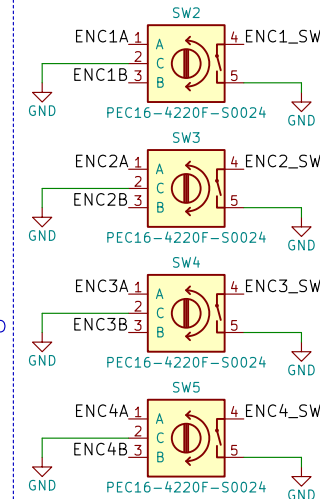 SW2
ENC1A 1 A 4 ENC1_SW
2 C
ENC1B 3 B 5
GND
PEC16-4220F-S0024
GND
SW3
ENC2A 1 A 4 ENC2_SW
2 C
ENC2B 3 B 5
GND
PEC16-4220F-S0024
GND
SW4
ENC3A 1 A 4 ENC3_SW
2 C
ENC3B 3 B 5
GND
PEC16-4220F-S0024
GND
SW5
ENC4A 1 A 4 ENC4_SW
2 C
ENC4B 3 B 5
GND
PEC16-4220F-S0024
GND